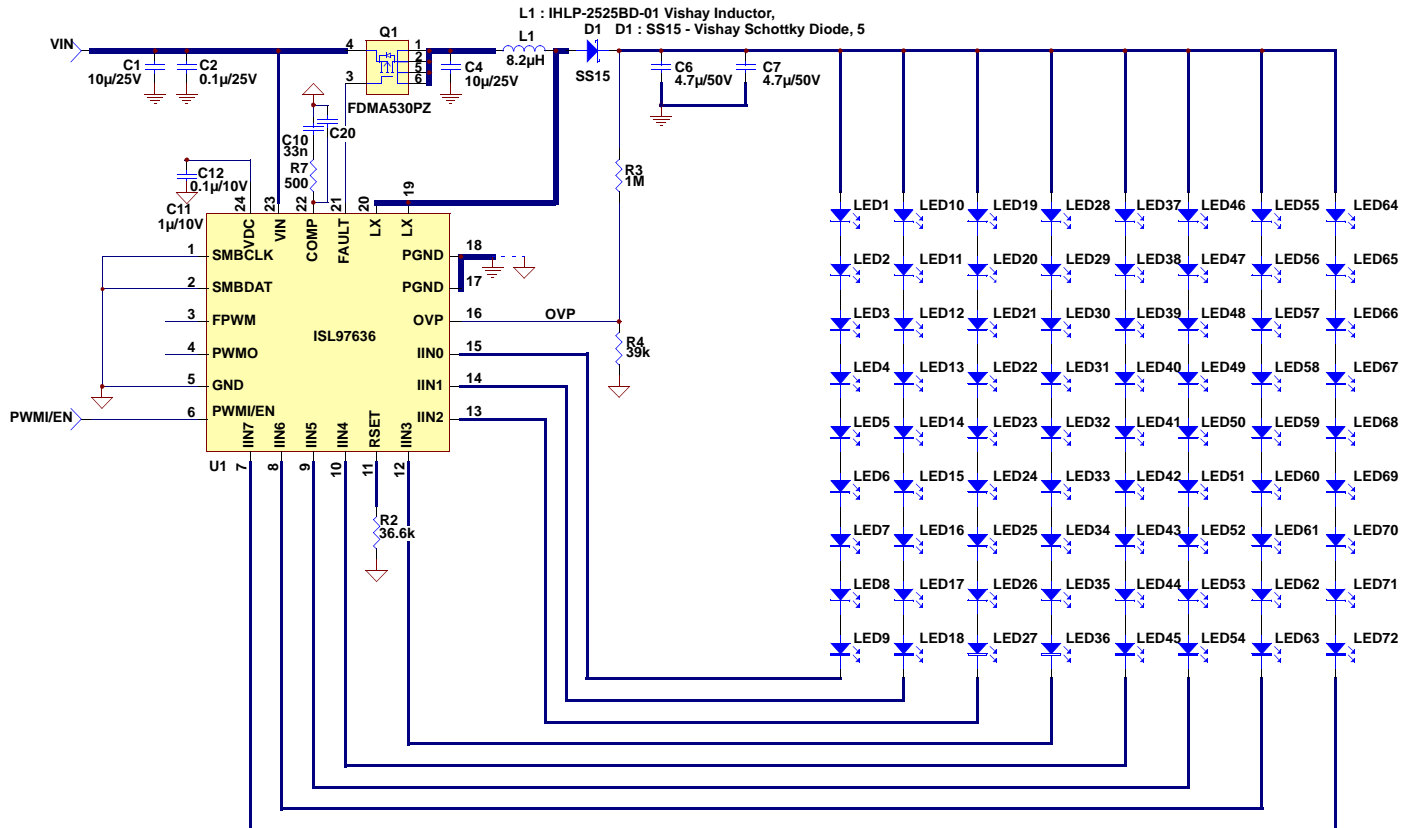 L1 : IHLP-2525BD-01 Vishay Inductor,
D1 D1 : SS15 - Vishay Schottky Diode, 5
VIN
C1
10µ/25V
C2
0.1µ/25V
Q1
4
3
1
2
5
6
FDMA530PZ
C4
10µ/25V
L1
8.2µH
SS15
C6
4.7µ/50V
C7
4.7µ/50V
C10
33n
C20
R7
500
C12
0.1µ/10V
C11
1µ/10V
R3
1M
24
23
22
21
20
19
VDC
VIN
COMP
FAULT
LX
LX
1
SMBCLK
2
SMBDAT
3
FPWM
4
PWMO
5
GND
6
PWMI/EN
PWMI/EN
ISL97636
PGND
18
PGND
17
OVP
16
OVP
IIN0
15
IIN1
14
IIN2
13
R4
39k
IIN7
IIN6
IIN5
IIN4
RSET
IIN3
U1
7
8
9
10
11
12
R2
36.6k
LED1 LED10 LED19 LED28 LED37 LED46 LED55 LED64
LED2 LED11 LED20 LED29 LED38 LED47 LED56 LED65
LED3 LED12 LED21 LED30 LED39 LED48 LED57 LED66
LED4 LED13 LED22 LED31 LED40 LED49 LED58 LED67
LED5 LED14 LED23 LED32 LED41 LED50 LED59 LED68
LED6 LED15 LED24 LED33 LED42 LED51 LED60 LED69
LED7 LED16 LED25 LED34 LED43 LED52 LED61 LED70
LED8 LED17 LED26 LED35 LED44 LED53 LED62 LED71
LED9 LED18 LED27 LED36 LED45 LED54 LED63 LED72